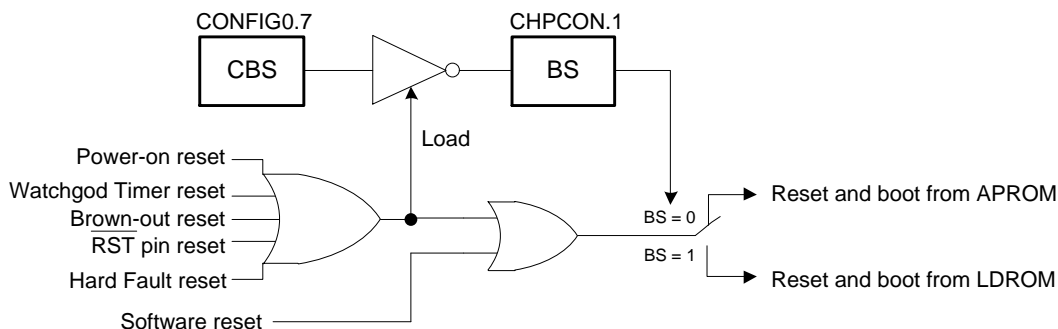 CONFIG0.7
CHPCON.1
CBS
BS
Load
Power-on reset
Watchgod Timer reset
Brown-out reset
RST pin reset
Hard Fault reset
Software reset
BS = 0
BS = 1
Reset and boot from APROM
Reset and boot from LDROM